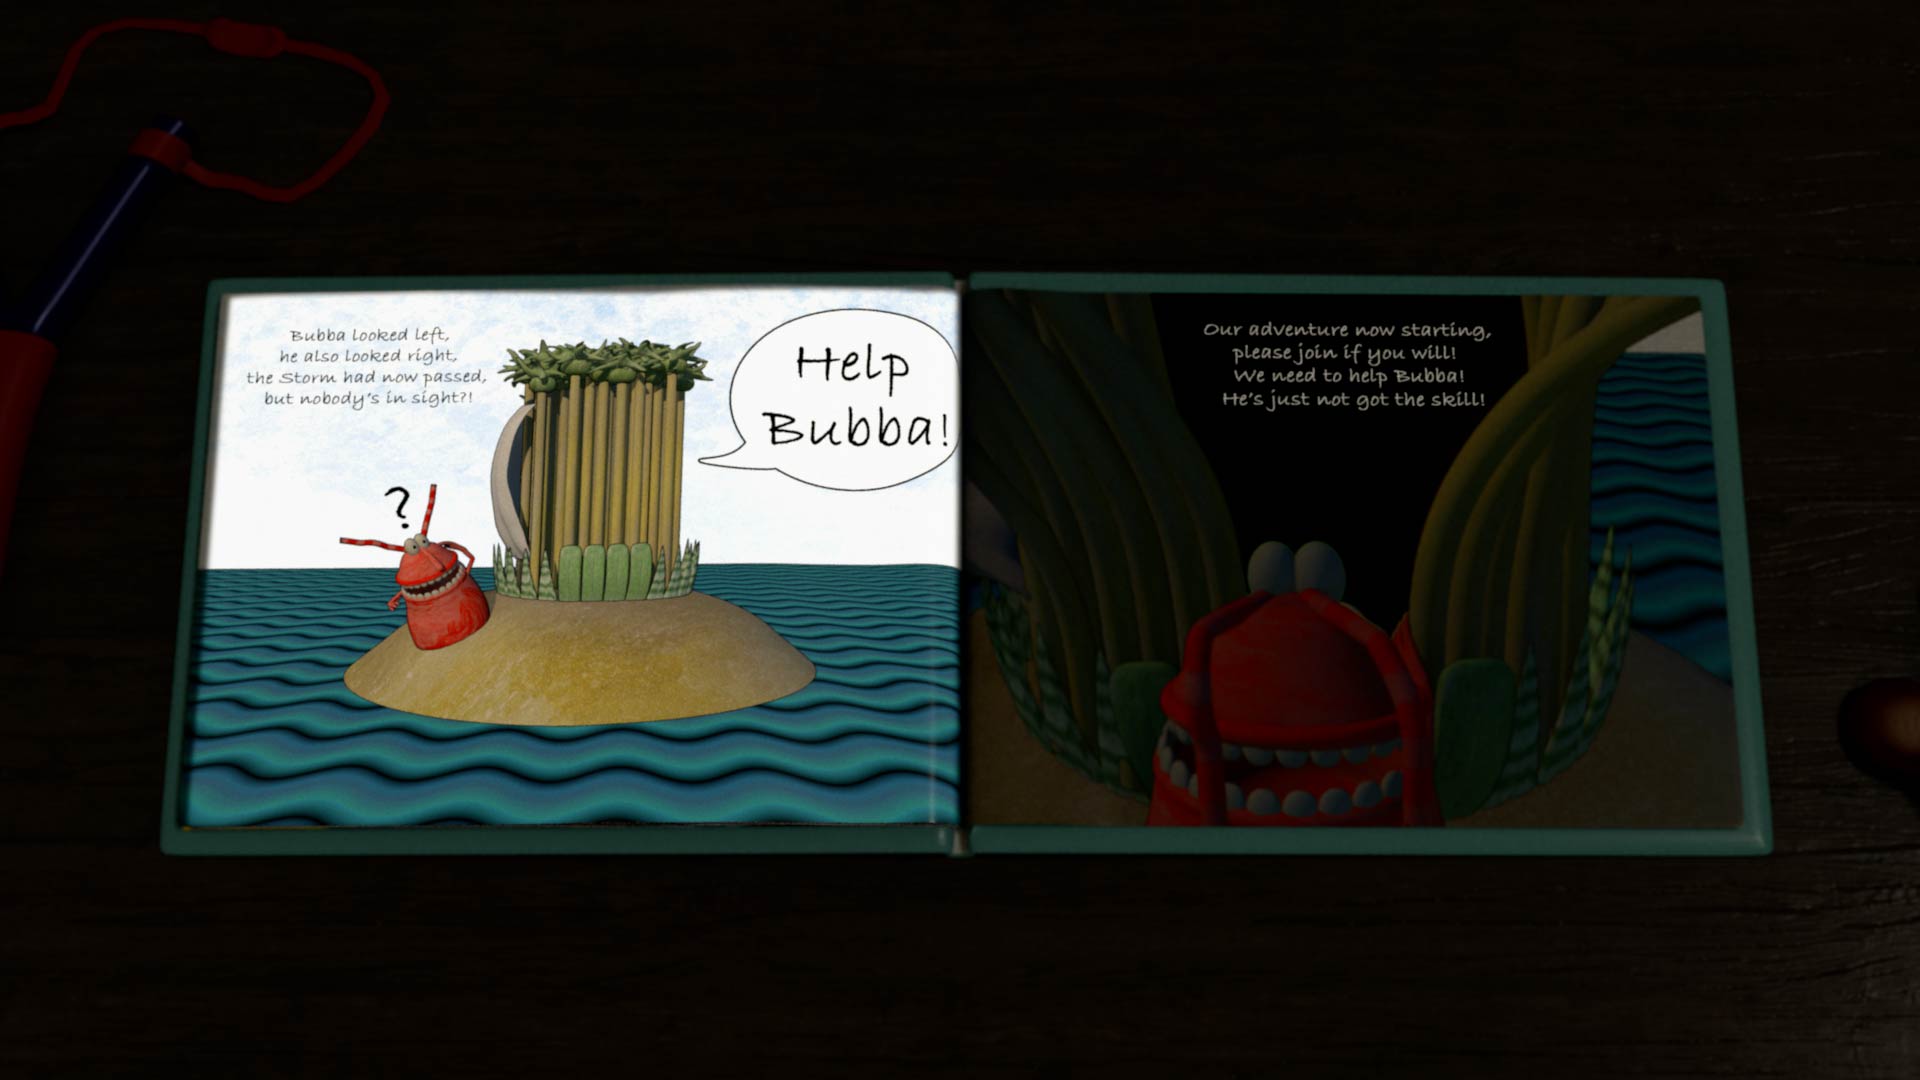 Bubba looked left,
he also looked right,
the Storm had now passed,
but nobody's in sight?!
?
Help
Bubba!
Our adventure now starting,
please join if you will!
We need to help Bubba!
He's just not got the skill!